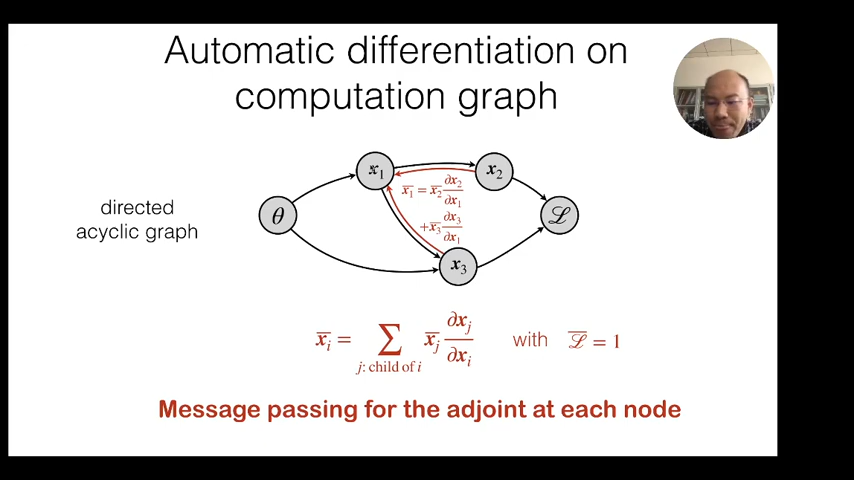 Automatic differentiation on
computation graph
directed
acyclic graph
θ
x₁
x₂
x₃
ℒ
x̄₁ = x̄₂ ∂x₂/∂x₁
+x̄₃ ∂x₃/∂x₁
x̄ᵢ = ∑ x̄ⱼ ∂xⱼ/∂xᵢ with ℒ̄ = 1
j: child of i
Message passing for the adjoint at each node